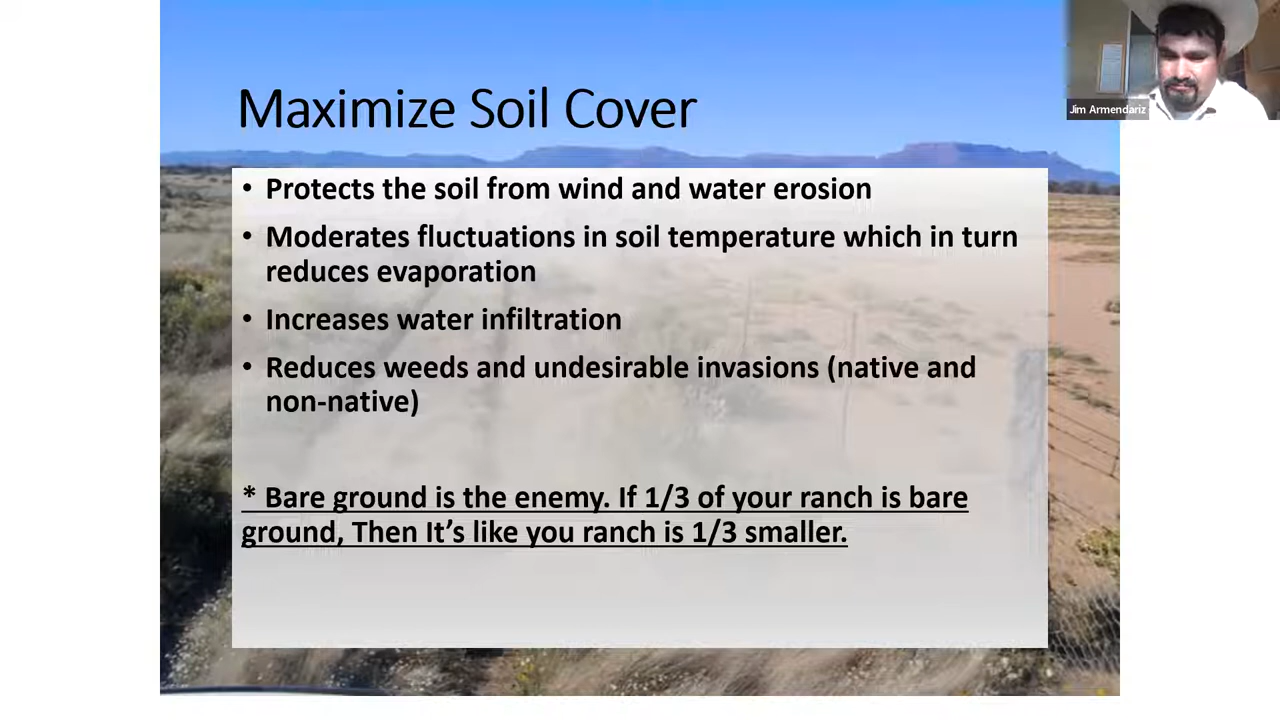 Maximize Soil Cover
Jim Armendariz
• Protects the soil from wind and water erosion
• Moderates fluctuations in soil temperature which in turn
reduces evaporation
• Increases water infiltration
• Reduces weeds and undesirable invasions (native and
non-native)
* Bare ground is the enemy. If 1/3 of your ranch is bare
ground, Then It’s like you ranch is 1/3 smaller.